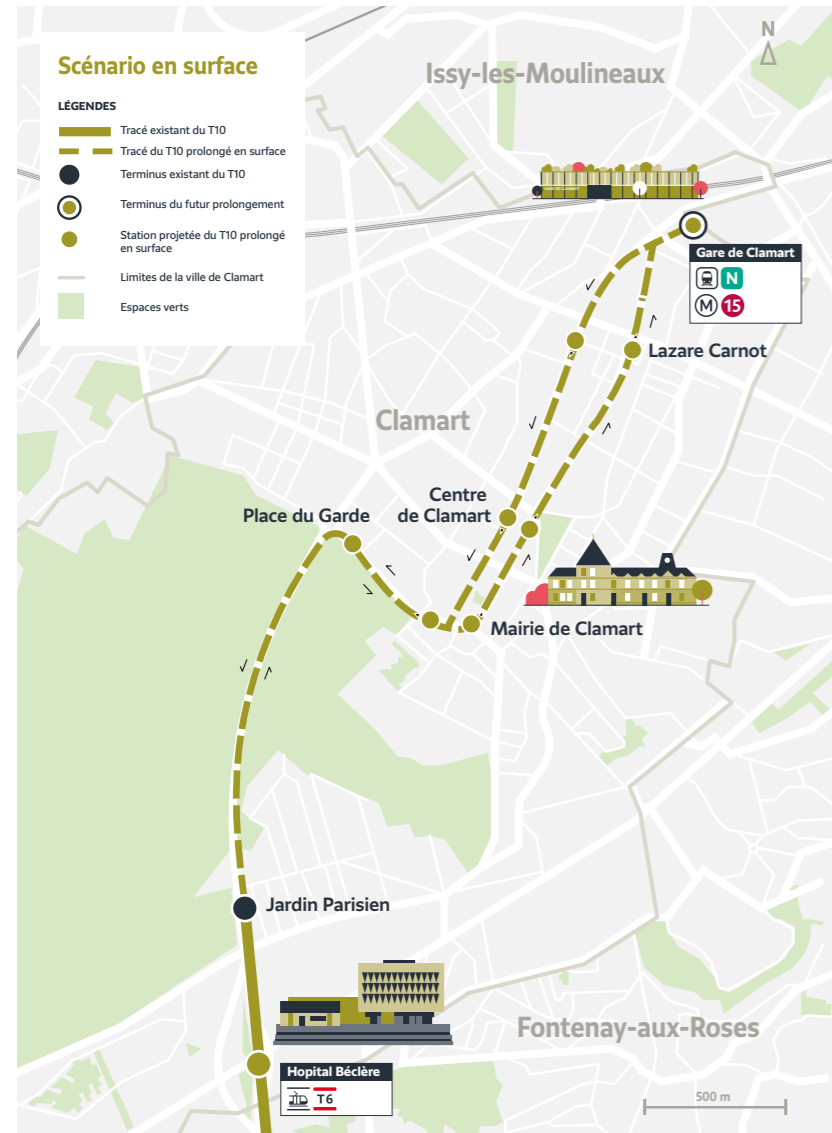 Scénario en surface
LÉGENDES
Tracé existant du T10
Tracé du T10 prolongé en surface
Terminus existant du T10
Terminus du futur prolongement
Station projetée du T10 prolongé
en surface
Limites de la ville de Clamart
Espaces verts
Issy-les-Moulineaux
N
Gare de Clamart
N
M 15
Lazare Carnot
Clamart
Centre
de Clamart
Place du Garde
Mairie de Clamart
Jardin Parisien
Fontenay-aux-Roses
Hopital Béclère
T6
500 m